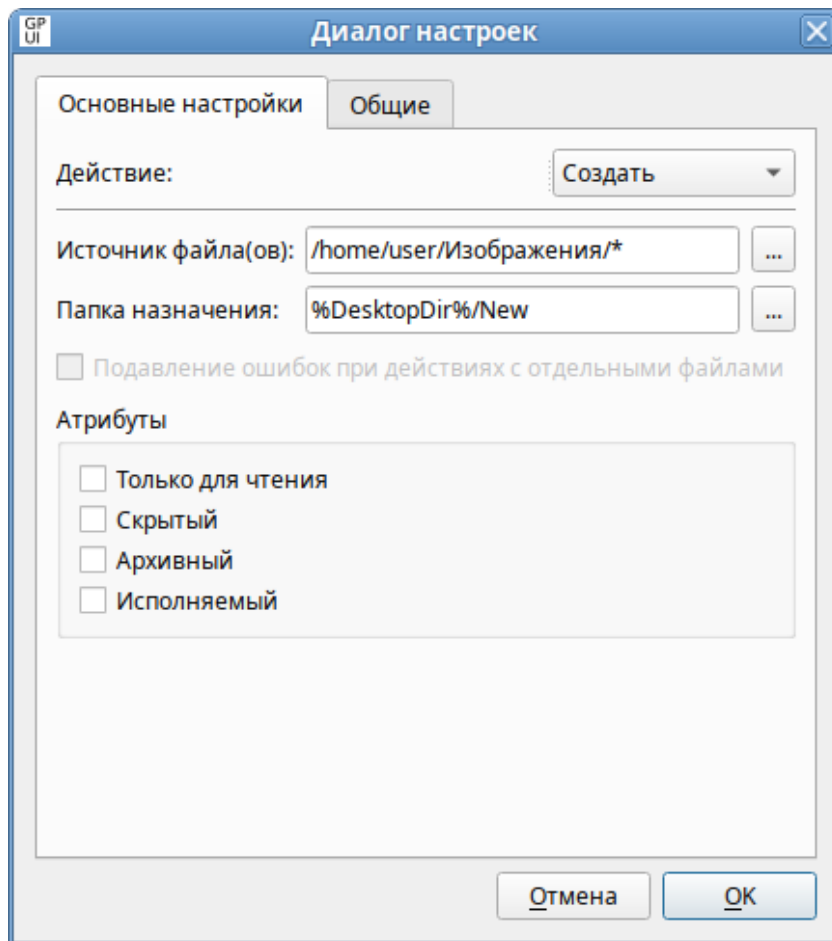 GP
UI
Диалог настроек
Основные настройки
Общие
Действие:
Создать
Источник файла(ов):
/home/user/Изображения/*
...
Папка назначения:
%DesktopDir%/New
...
Подавление ошибок при действиях с отдельными файлами
Атрибуты
Только для чтения
Скрытый
Архивный
Исполняемый
Отмена
OK